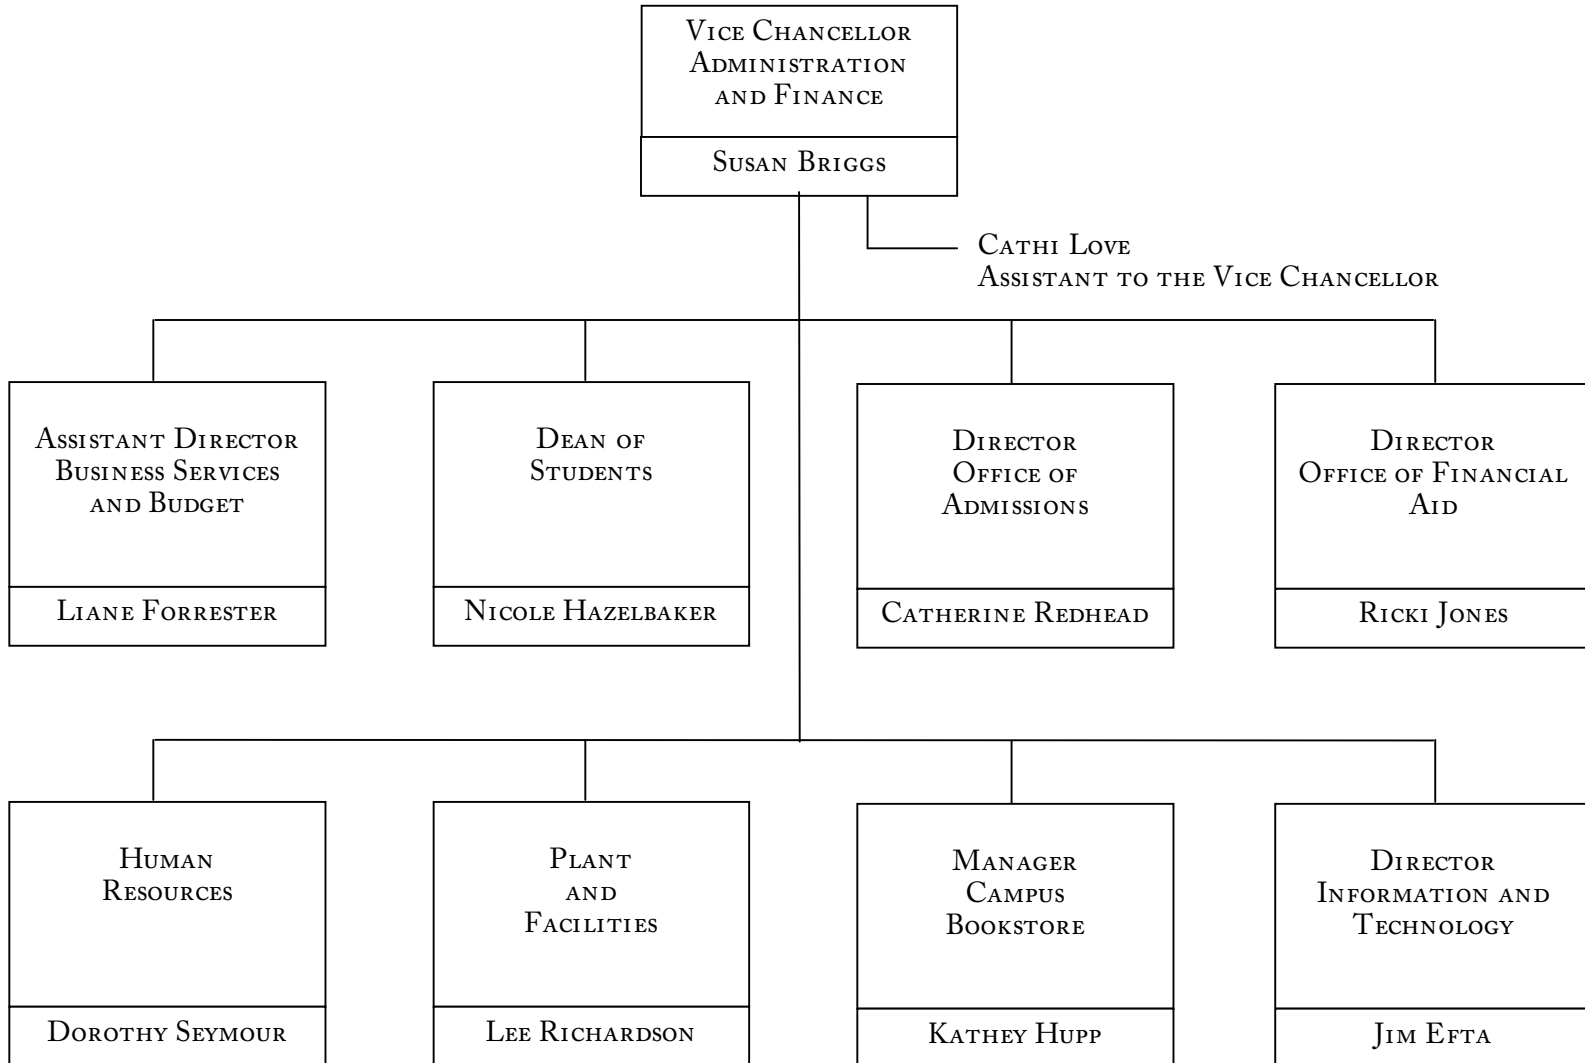 Vice Chancellor
Administration
and Finance
Susan Briggs
Cathi Love
Assistant to the Vice Chancellor
Assistant Director
Business Services
and Budget
Liane Forrester
Dean of
Students
Nicole Hazelbaker
Director
Office of
Admissions
Catherine Redhead
Director
Office of Financial
Aid
Ricki Jones
Human
Resources
Dorothy Seymour
Plant
and
Facilities
Lee Richardson
Manager
Campus
Bookstore
Kathey Hupp
Director
Information and
Technology
Jim Efta